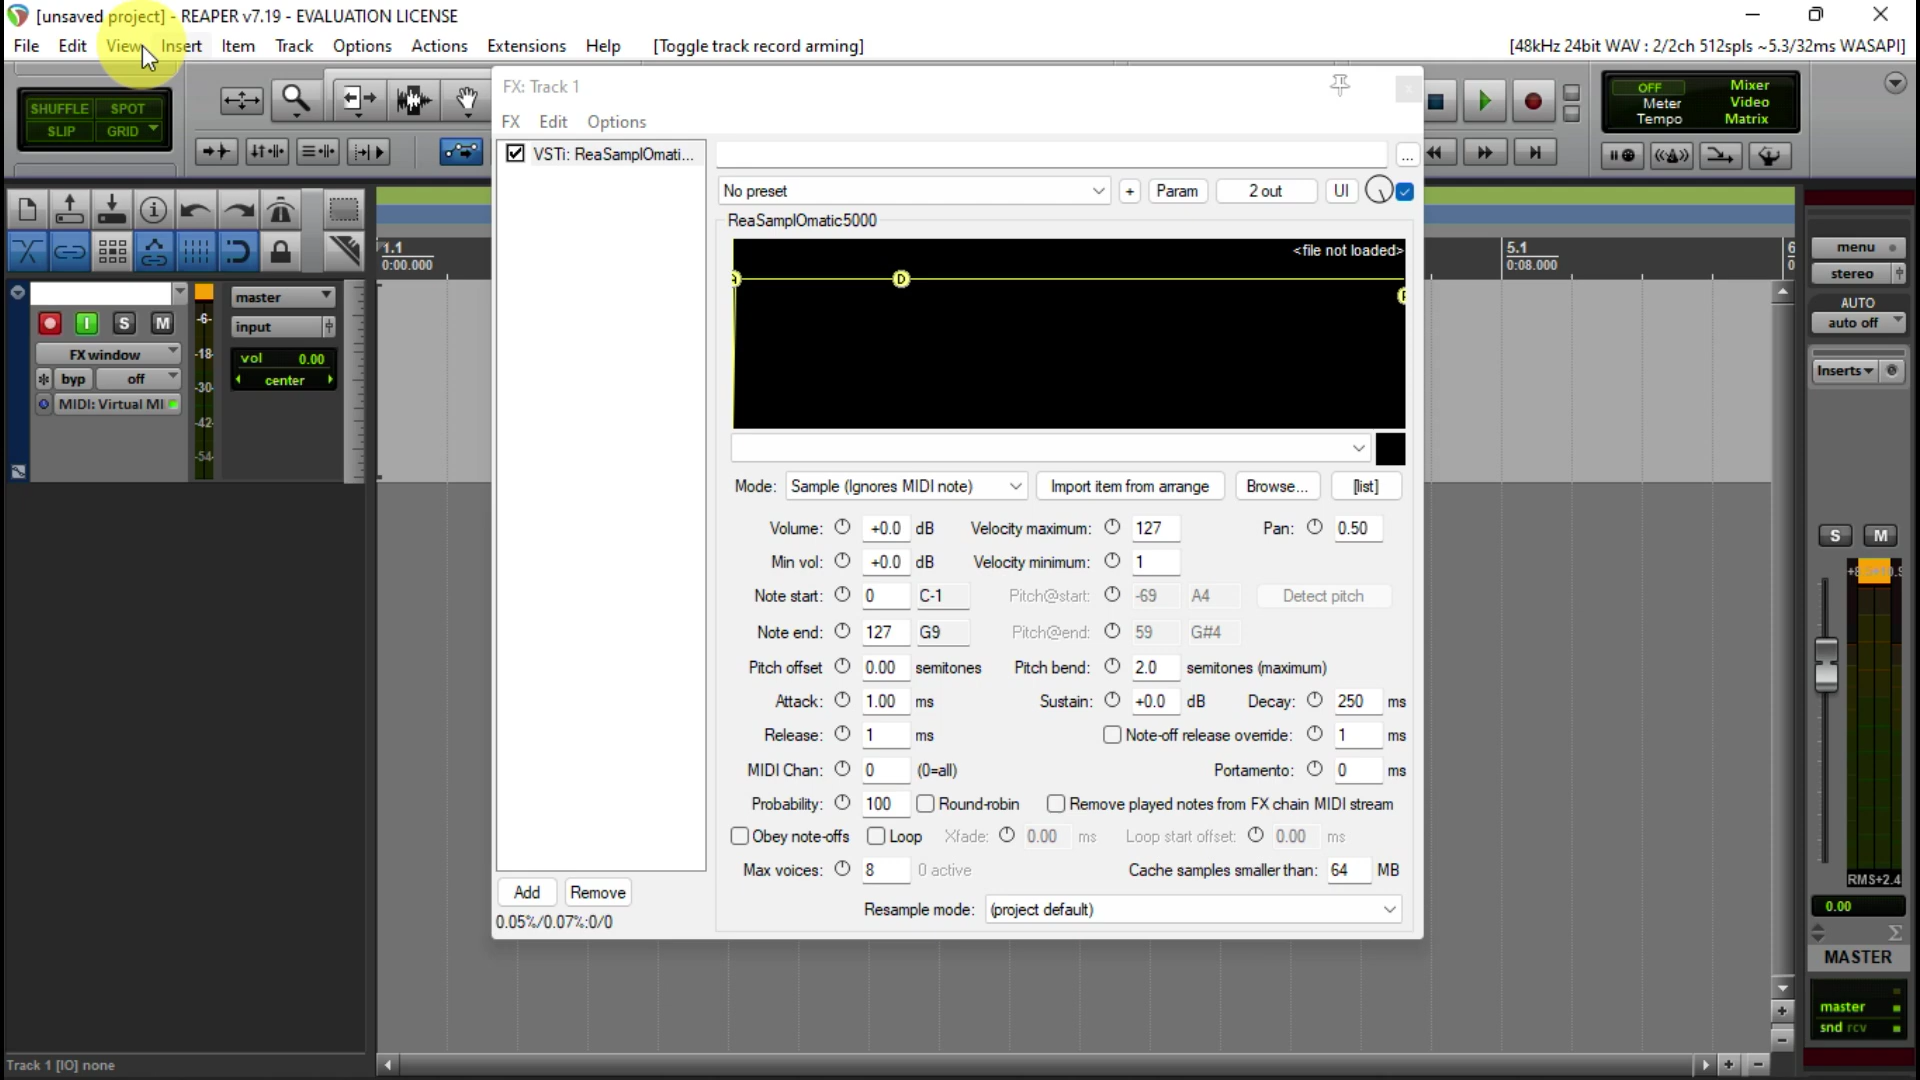 [unsaved project] - REAPER v7.19 - EVALUATION LICENSE
File Edit View Insert Item Track Options Actions Extensions Help [Toggle track record arming]
[48kHz 24bit WAV : 2/2ch 512spls ~5.3/32ms WASAPI]
SHUFFLE SPOT
SLIP GRID
FX: Track 1
FX Edit Options
VSTi: ReaSamplOmati...
...
No preset
+ Param 2 out UI
ReaSamplOmatic5000
<file not loaded>
D
Mode: Sample (Ignores MIDI note) Import item from arrange Browse... [list]
Volume: +0.0 dB Velocity maximum: 127 Pan: 0.50
Min vol: +0.0 dB Velocity minimum: 1
Note start: 0 C-1 Pitch@start: -69 A4 Detect pitch
Note end: 127 G9 Pitch@end: 59 G#4
Pitch offset 0.00 semitones Pitch bend: 2.0 semitones (maximum)
Attack: 1.00 ms Sustain: +0.0 dB Decay: 250 ms
Release: 1 ms Note-off release override: 1 ms
MIDI Chan: 0 (0=all) Portamento: 0 ms
Probability: 100 Round-robin Remove played notes from FX chain MIDI stream
Obey note-offs Loop Xfade: 0.00 ms Loop start offset: 0.00 ms
Max voices: 8 0 active Cache samples smaller than: 64 MB
Resample mode: (project default)
Add Remove
0.05%/0.07%:0/0
OFF Mixer
Meter Video
Tempo Matrix
1.1
0:00.000
5.1
0:08.000
6
0
S M
master
input
FX window
byp off
MIDI: Virtual MI
vol 0.00
center
-6-
-18-
-30-
-42-
-54-
menu
stereo
AUTO
auto off
Inserts
S M
RMS+2.4
0.00
MASTER
master
snd rcv
Track 1 [IO] none